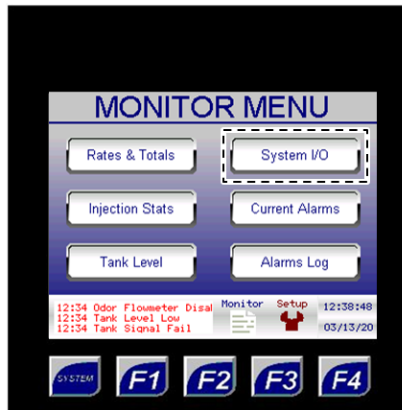 MONITOR MENU
Rates & Totals
System I/O
Injection Stats
Current Alarms
Tank Level
Alarms Log
12:34 Odor Flowmeter Disal
12:34 Tank Level Low
12:34 Tank Signal Fail
Monitor
Setup
12:38:48
03/13/20
SYSTEM
F1
F2
F3
F4